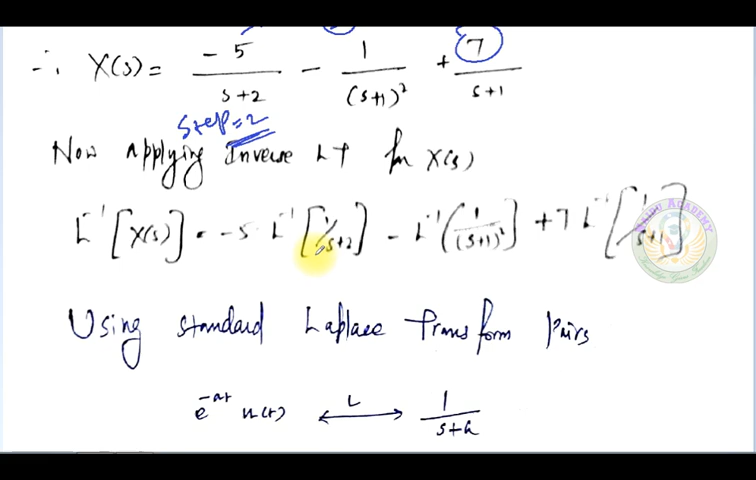 ∴ X(s) = -5/(s+2) - 1/(s+1)² + 7/(s+1)
Step=2
Now applying Inverse LT for X(s)
L⁻¹[X(s)] = -5 L⁻¹[1/(s+2)] - L⁻¹(1/(s+1)²] + 7 L⁻¹[1/(s+1)]
Using standard Laplace Transform Pairs
e⁻ᵃᵗ u(t) ⟷ 1/(s+a)
L